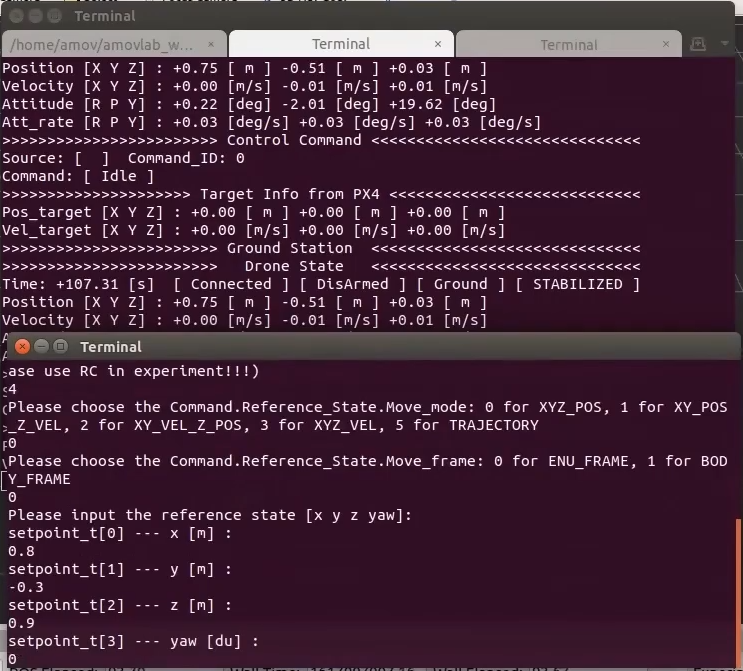 Terminal
/home/amov/amovlab_w... × Terminal × Terminal ×
Position [X Y Z] : +0.75 [ m ] -0.51 [ m ] +0.03 [ m ]
Velocity [X Y Z] : +0.00 [m/s] -0.01 [m/s] +0.01 [m/s]
Attitude [R P Y] : +0.22 [deg] -2.01 [deg] +19.62 [deg]
Att_rate [R P Y] : +0.03 [deg/s] +0.03 [deg/s] +0.03 [deg/s]
>>>>>>>>>>>>>>>>>>>>>>>> Control Command <<<<<<<<<<<<<<<<<<<<<<<<<<<<<<
Source: [  ]  Command_ID: 0
Command: [ Idle ]
>>>>>>>>>>>>>>>>>>>>> Target Info from PX4 <<<<<<<<<<<<<<<<<<<<<<<<<<<<
Pos_target [X Y Z] : +0.00 [ m ] +0.00 [ m ] +0.00 [ m ]
Vel_target [X Y Z] : +0.00 [m/s] +0.00 [m/s] +0.00 [m/s]
>>>>>>>>>>>>>>>>>>>>>>>> Ground Station  <<<<<<<<<<<<<<<<<<<<<<<<<<<<<<
>>>>>>>>>>>>>>>>>>>>>>>>   Drone State   <<<<<<<<<<<<<<<<<<<<<<<<<<<<<<
Time: +107.31 [s]  [ Connected ] [ DisArmed ] [ Ground ] [ STABILIZED ]
Position [X Y Z] : +0.75 [ m ] -0.51 [ m ] +0.03 [ m ]
Velocity [X Y Z] : +0.00 [m/s] -0.01 [m/s] +0.01 [m/s]
Terminal
ase use RC in experiment!!!)
4
Please choose the Command.Reference_State.Move_mode: 0 for XYZ_POS, 1 for XY_POS
_Z_VEL, 2 for XY_VEL_Z_POS, 3 for XYZ_VEL, 5 for TRAJECTORY
0
Please choose the Command.Reference_State.Move_frame: 0 for ENU_FRAME, 1 for BOD
Y_FRAME
0
Please input the reference state [x y z yaw]:
setpoint_t[0] --- x [m] :
0.8
setpoint_t[1] --- y [m] :
-0.3
setpoint_t[2] --- z [m] :
0.9
setpoint_t[3] --- yaw [du] :
0